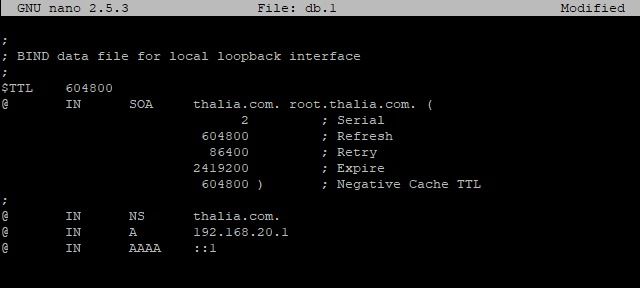 GNU nano 2.5.3 File: db.1 Modified
;
; BIND data file for local loopback interface
;
$TTL 604800
@ IN SOA thalia.com. root.thalia.com. (
2 ; Serial
604800 ; Refresh
86400 ; Retry
2419200 ; Expire
604800 ) ; Negative Cache TTL
;
@ IN NS thalia.com.
@ IN A 192.168.20.1
@ IN AAAA ::1